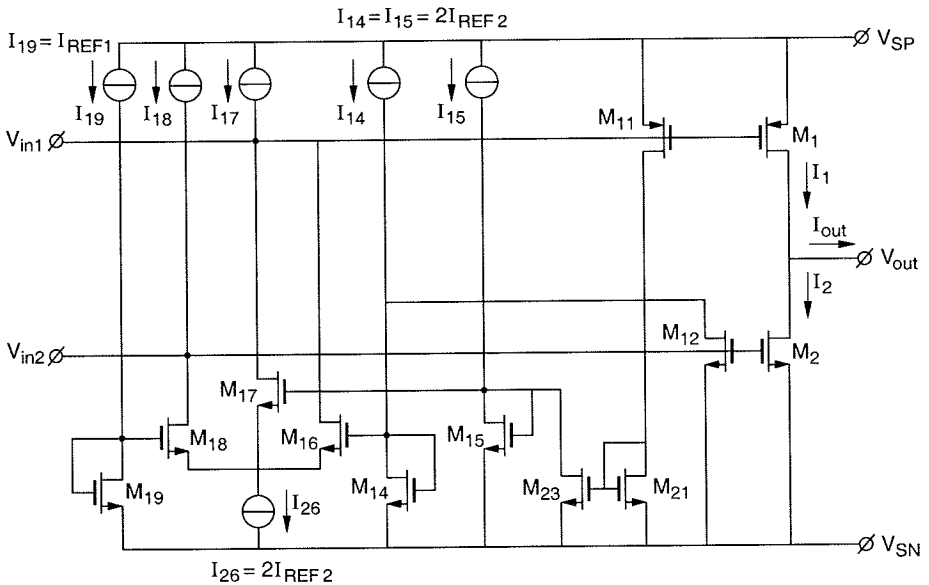 I14=I15=2IREF2
I19=IREF1
VSP
I19
I18
I17
I14
I15
M11
M1
Vin1
I1
Iout
Vout
I2
M12
M2
Vin2
M17
M18
M16
M15
M19
M14
M23
M21
I26
VSN
I26=2IREF2